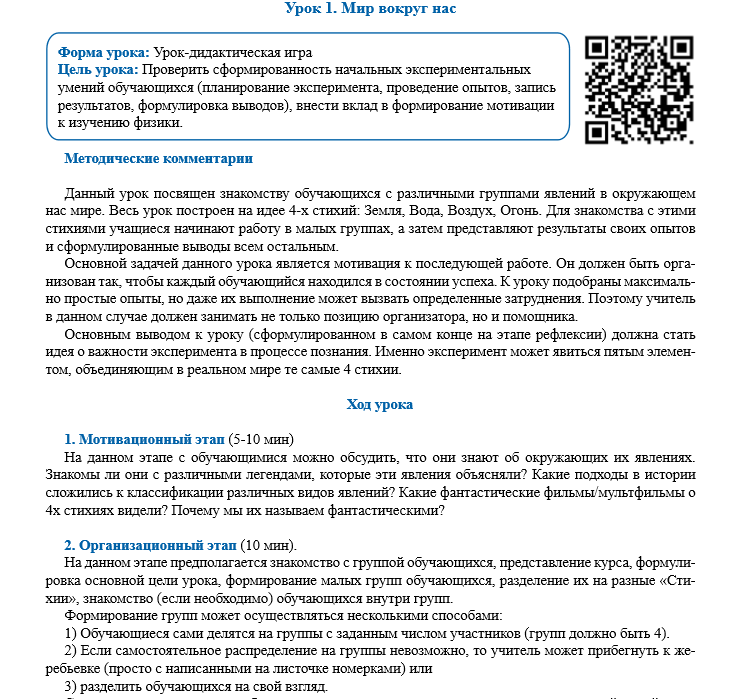 Урок 1. Мир вокруг нас
Форма урока: Урок-дидактическая игра
Цель урока: Проверить сформированность начальных экспериментальных
умений обучающихся (планирование эксперимента, проведение опытов, запись
результатов, формулировка выводов), внести вклад в формирование мотивации
к изучению физики.
Методические комментарии
Данный урок посвящен знакомству обучающихся с различными группами явлений в окружающем
нас мире. Весь урок построен на идее 4-х стихий: Земля, Вода, Воздух, Огонь. Для знакомства с этими
стихиями учащиеся начинают работу в малых группах, а затем представляют результаты своих опытов
и сформулированные выводы всем остальным.
Основной задачей данного урока является мотивация к последующей работе. Он должен быть орга-
низован так, чтобы каждый обучающийся находился в состоянии успеха. К уроку подобраны максималь-
но простые опыты, но даже их выполнение может вызвать определенные затруднения. Поэтому учитель
в данном случае должен занимать не только позицию организатора, но и помощника.
Основным выводом к уроку (сформулированном в самом конце на этапе рефлексии) должна стать
идея о важности эксперимента в процессе познания. Именно эксперимент может явиться пятым элемен-
том, объединяющим в реальном мире те самые 4 стихии.
Ход урока
1. Мотивационный этап (5-10 мин)
На данном этапе с обучающимися можно обсудить, что они знают об окружающих их явлениях.
Знакомы ли они с различными легендами, которые эти явления объясняли? Какие подходы в истории
сложились к классификации различных видов явлений? Какие фантастические фильмы/мультфильмы о
4х стихиях видели? Почему мы их называем фантастическими?
2. Организационный этап (10 мин).
На данном этапе предполагается знакомство с группой обучающихся, представление курса, формули-
ровка основной цели урока, формирование малых групп обучающихся, разделение их на разные «Сти-
хии», знакомство (если необходимо) обучающихся внутри групп.
Формирование групп может осуществляться несколькими способами:
1) Обучающиеся сами делятся на группы с заданным числом участников (групп должно быть 4).
2) Если самостоятельное распределение на группы невозможно, то учитель может прибегнуть к же-
ребьевке (просто с написанными на листочке номерками) или
3) разделить обучающихся на свой взгляд.